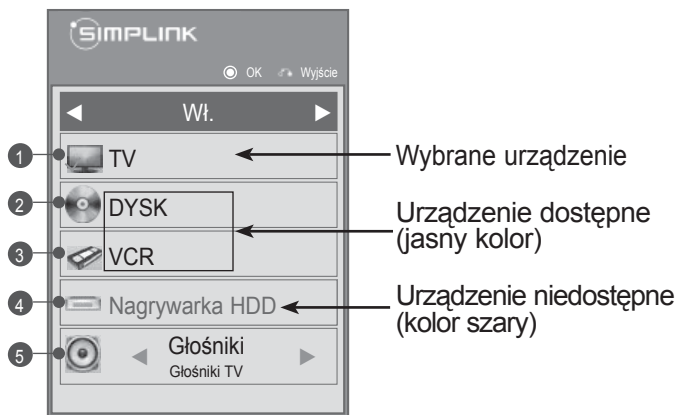 SIMPLINK
OK Wyjście
Wł.
1 TV
Wybrane urządzenie
2 DYSK
Urządzenie dostępne
(jasny kolor)
3 VCR
4 Nagrywarka HDD
Urządzenie niedostępne
(kolor szary)
5 Głośniki
Głośniki TV